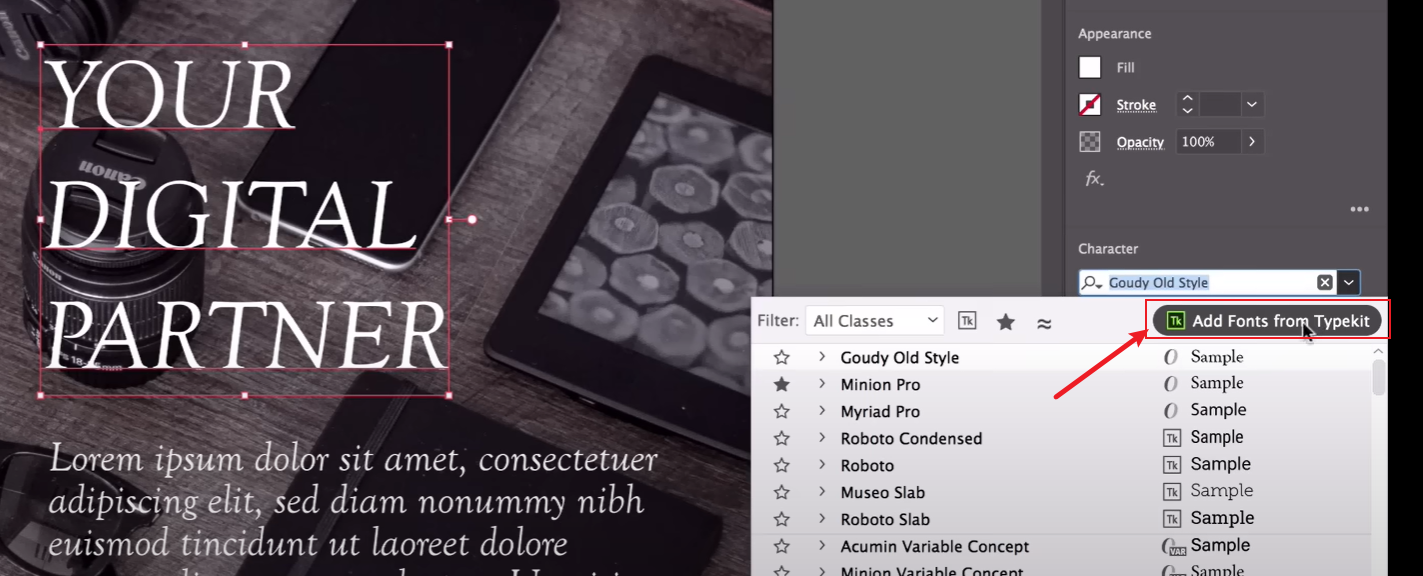 Canon
YOUR
DIGITAL
PARTNER
Canon
Lorem ipsum dolor sit amet, consectetuer
adipiscing elit, sed diam nonummy nibh
euismod tincidunt ut laoreet dolore
Appearance
Fill
Stroke
Opacity 100%
fx.
Character
Goudy Old Style
Filter: All Classes Tk Tk Add Fonts from Typekit
Goudy Old Style O Sample
Minion Pro O Sample
Myriad Pro O Sample
Roboto Condensed Tk Sample
Roboto Tk Sample
Museo Slab Tk Sample
Roboto Slab Tk Sample
Acumin Variable Concept VAR Sample
Minion Variable Concept Sample